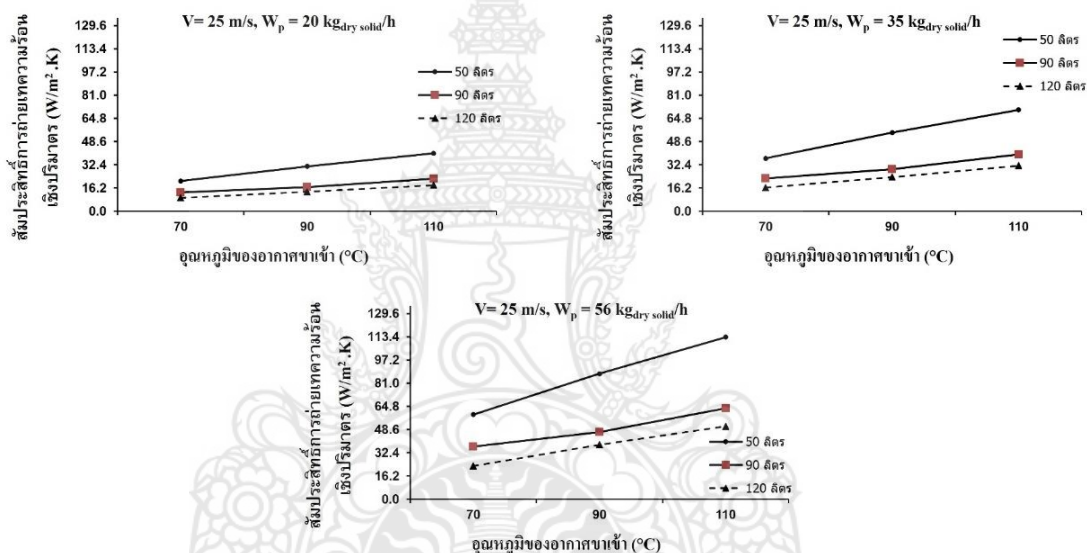 V= 25 m/s, Wp = 20 kgdry solid/h
สัมประสิทธิ์การถ่ายเทความร้อน
เชิงปริมาตร (W/m².K)
129.6
113.4
97.2
81.0
64.8
48.6
32.4
16.2
0.0
50 ลิตร
90 ลิตร
120 ลิตร
70 90 110
อุณหภูมิของอากาศขาเข้า (°C)
V= 25 m/s, Wp = 35 kgdry solid/h
สัมประสิทธิ์การถ่ายเทความร้อน
เชิงปริมาตร (W/m².K)
129.6
113.4
97.2
81.0
64.8
48.6
32.4
16.2
0.0
50 ลิตร
90 ลิตร
120 ลิตร
70 90 110
อุณหภูมิของอากาศขาเข้า (°C)
V= 25 m/s, Wp = 56 kgdry solid/h
สัมประสิทธิ์การถ่ายเทความร้อน
เชิงปริมาตร (W/m².K)
129.6
113.4
97.2
81.0
64.8
48.6
32.4
16.2
0.0
50 ลิตร
90 ลิตร
120 ลิตร
70 90 110
อุณหภูมิของอากาศขาเข้า (°C)